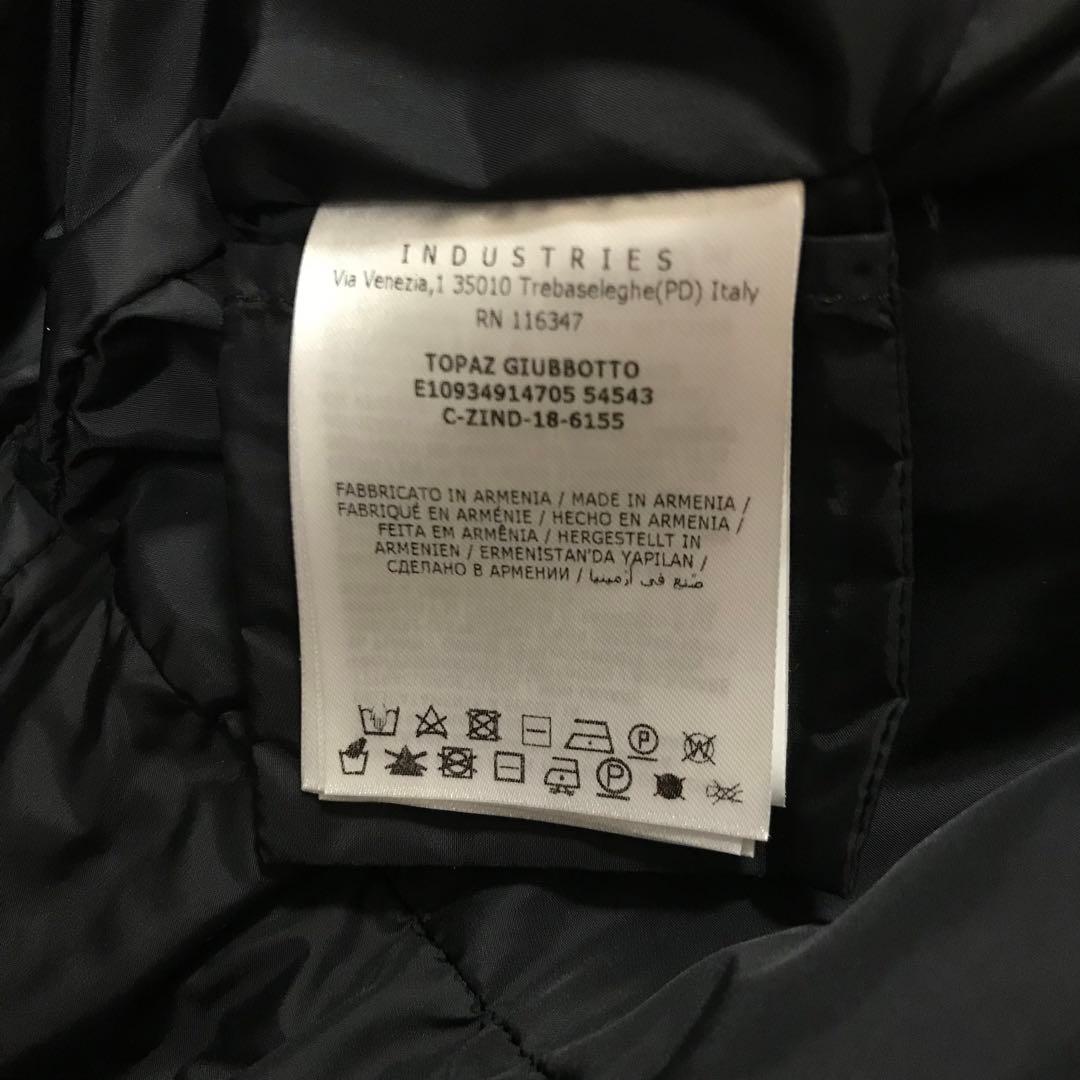 INDUSTRIES
Via Venezia,1 35010 Trebaseleghe(PD) Italy
RN 116347
TOPAZ GIUBBOTTO
E10934914705 54543
C-ZIND-18-6155
FABBRICATO IN ARMENIA / MADE IN ARMENIA /
FABRIQUÉ EN ARMÉNIE / HECHO EN ARMENIA /
FEITA EM ARMÊNIA / HERGESTELLT IN
ARMENIEN / ERMENİSTAN'DA YAPILAN /
СДЕЛАНО В АРМЕНИИ / صنع في أرمينيا
P W
P